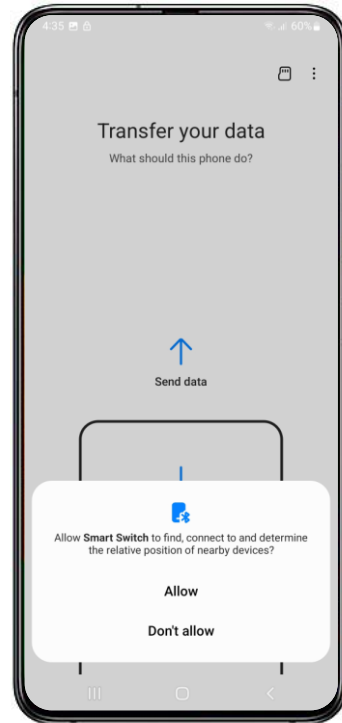 4:35 60%
Transfer your data
What should this phone do?
Send data
Allow Smart Switch to find, connect to and determine
the relative position of nearby devices?
Allow
Don't allow